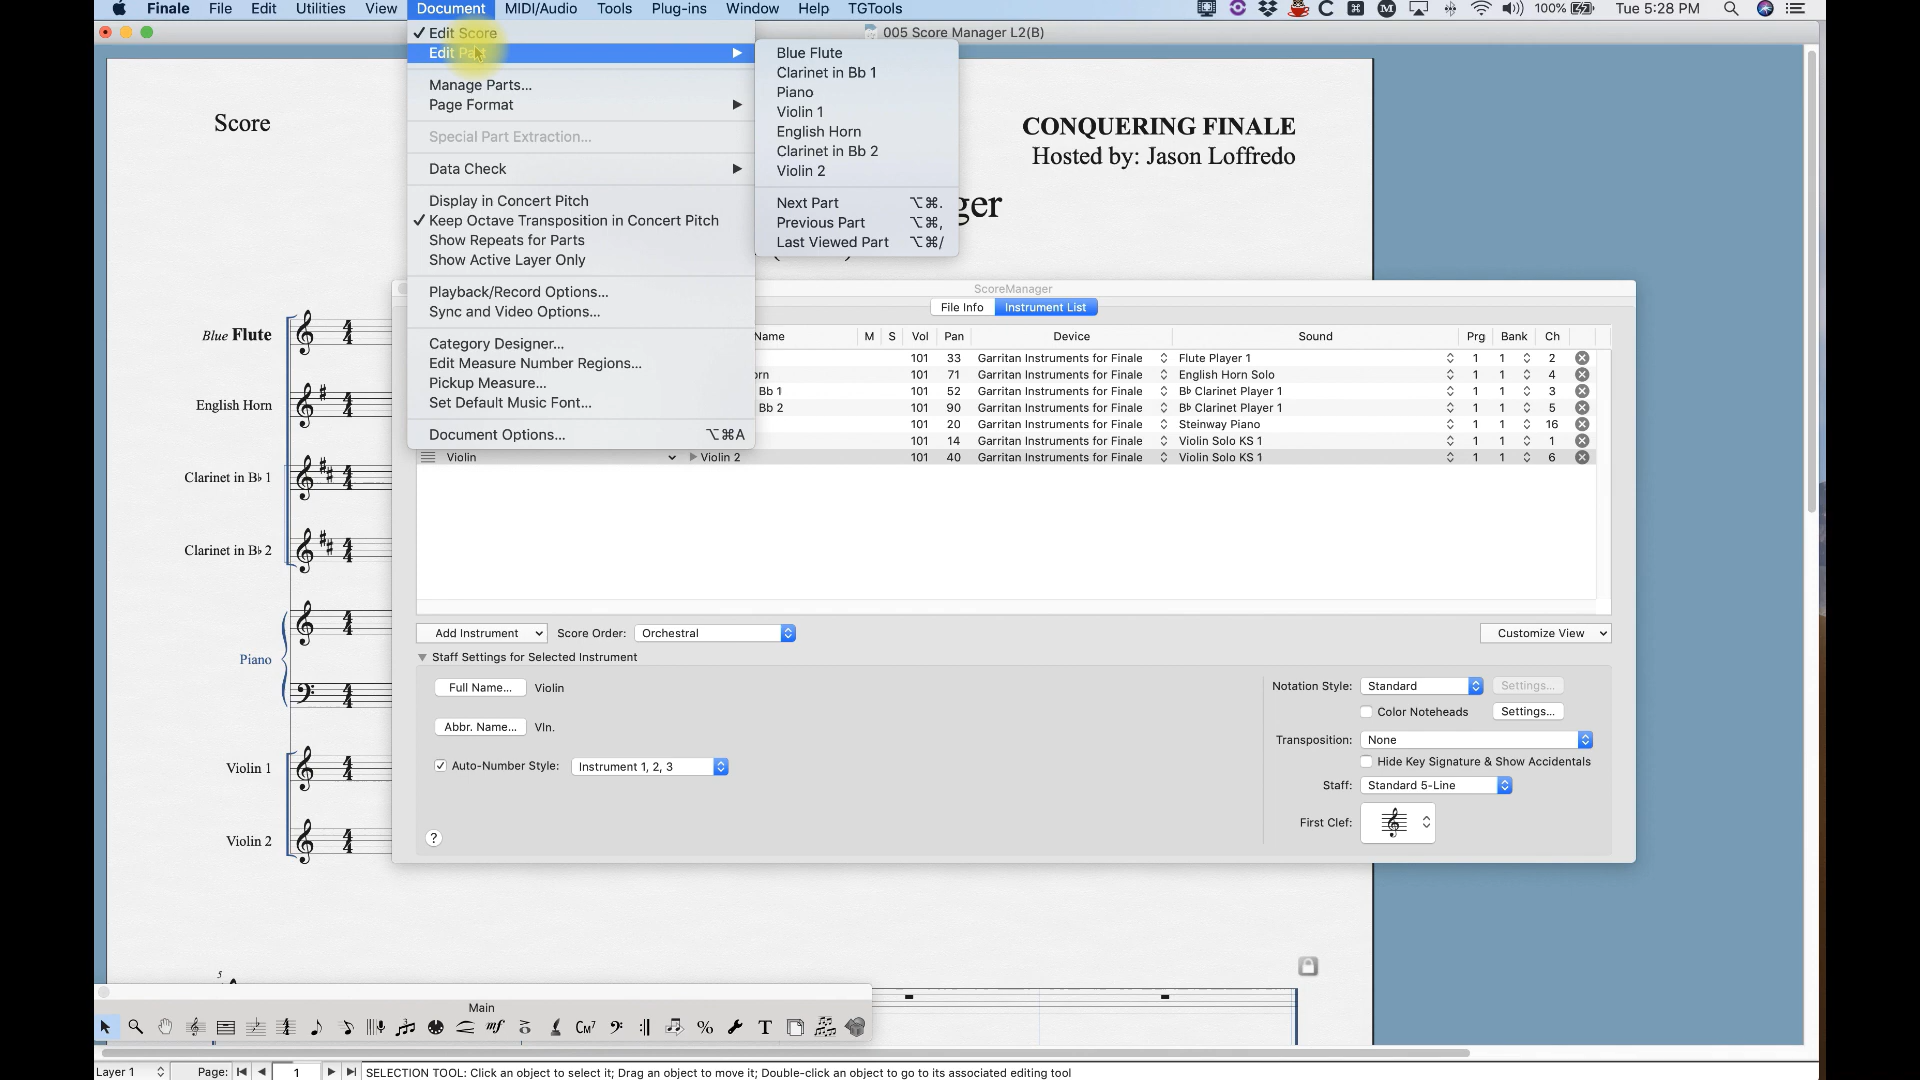 Finale File Edit Utilities View Document MIDI/Audio Tools Plug-ins Window Help TGTools 100% Tue 5:28 PM
005 Score Manager L2(B)
✓ Edit Score
Edit
Manage Parts...
Page Format
Special Part Extraction...
Data Check
Display in Concert Pitch
✓ Keep Octave Transposition in Concert Pitch
Show Repeats for Parts
Show Active Layer Only
Playback/Record Options...
Sync and Video Options...
Category Designer...
Edit Measure Number Regions...
Pickup Measure...
Set Default Music Font...
Document Options... ⌥⌘A
Blue Flute
Clarinet in Bb 1
Piano
Violin 1
English Horn
Clarinet in Bb 2
Violin 2
Next Part ⌥⌘.
Previous Part ⌥⌘,
Last Viewed Part ⌥⌘/
Score
CONQUERING FINALE
Hosted by: Jason Loffredo
ger
Blue Flute
English Horn
Clarinet in B♭ 1
Clarinet in B♭ 2
Piano
Violin 1
Violin 2
5
ScoreManager
File Info Instrument List
Name M S Vol Pan Device Sound Prg Bank Ch
101 33 Garritan Instruments for Finale Flute Player 1 1 1 2
orn 101 71 Garritan Instruments for Finale English Horn Solo 1 1 4
Bb 1 101 52 Garritan Instruments for Finale B♭ Clarinet Player 1 1 1 3
Bb 2 101 90 Garritan Instruments for Finale B♭ Clarinet Player 1 1 1 5
101 20 Garritan Instruments for Finale Steinway Piano 1 1 16
101 14 Garritan Instruments for Finale Violin Solo KS 1 1 1 1
Violin Violin 2 101 40 Garritan Instruments for Finale Violin Solo KS 1 1 1 6
Add Instrument Score Order: Orchestral Customize View
Staff Settings for Selected Instrument
Full Name... Violin
Abbr. Name... Vln.
✓ Auto-Number Style: Instrument 1, 2, 3
?
Notation Style: Standard Settings...
Color Noteheads Settings...
Transposition: None
Hide Key Signature & Show Accidentals
Staff: Standard 5-Line
First Clef:
Main
mf CM7 % T
Layer 1 Page: 1 SELECTION TOOL: Click an object to select it; Drag an object to move it; Double-click an object to go to its associated editing tool